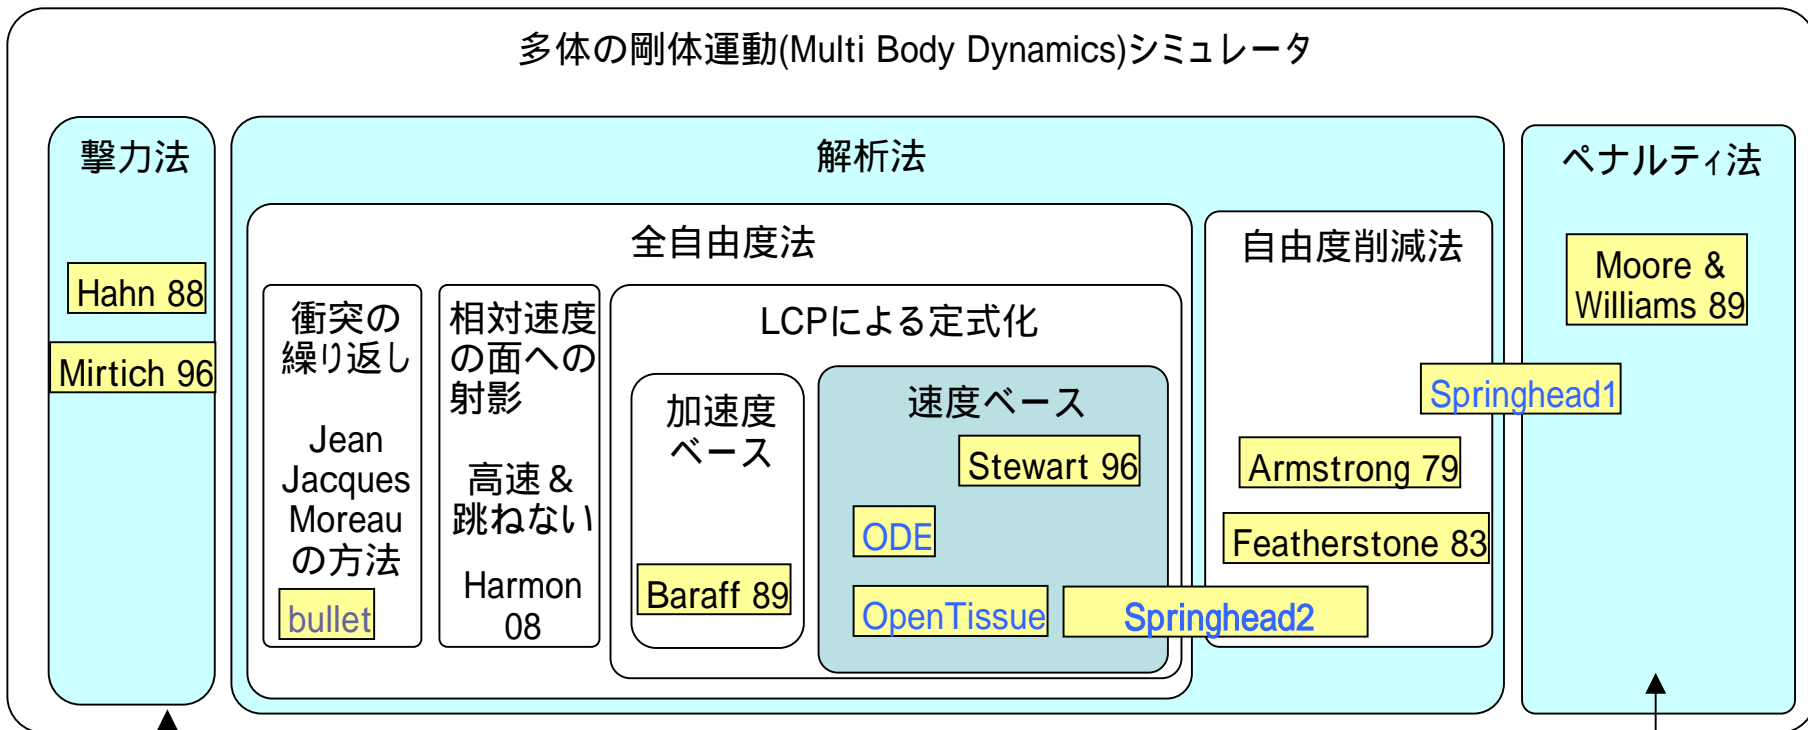 多体の剛体運動(Multi Body Dynamics)シミュレータ
撃力法
Hahn 88
Mirtich 96
解析法
全自由度法
衝突の
繰り返し
Jean
Jacques
Moreau
の方法
bullet
相対速度
の面への
射影
高速＆
跳ねない
Harmon
08
LCPによる定式化
加速度
ベース
Baraff 89
速度ベース
Stewart 96
ODE
OpenTissue
Springhead2
自由度削減法
Springhead1
Armstrong 79
Featherstone 83
ペナルティ法
Moore &
Williams 89